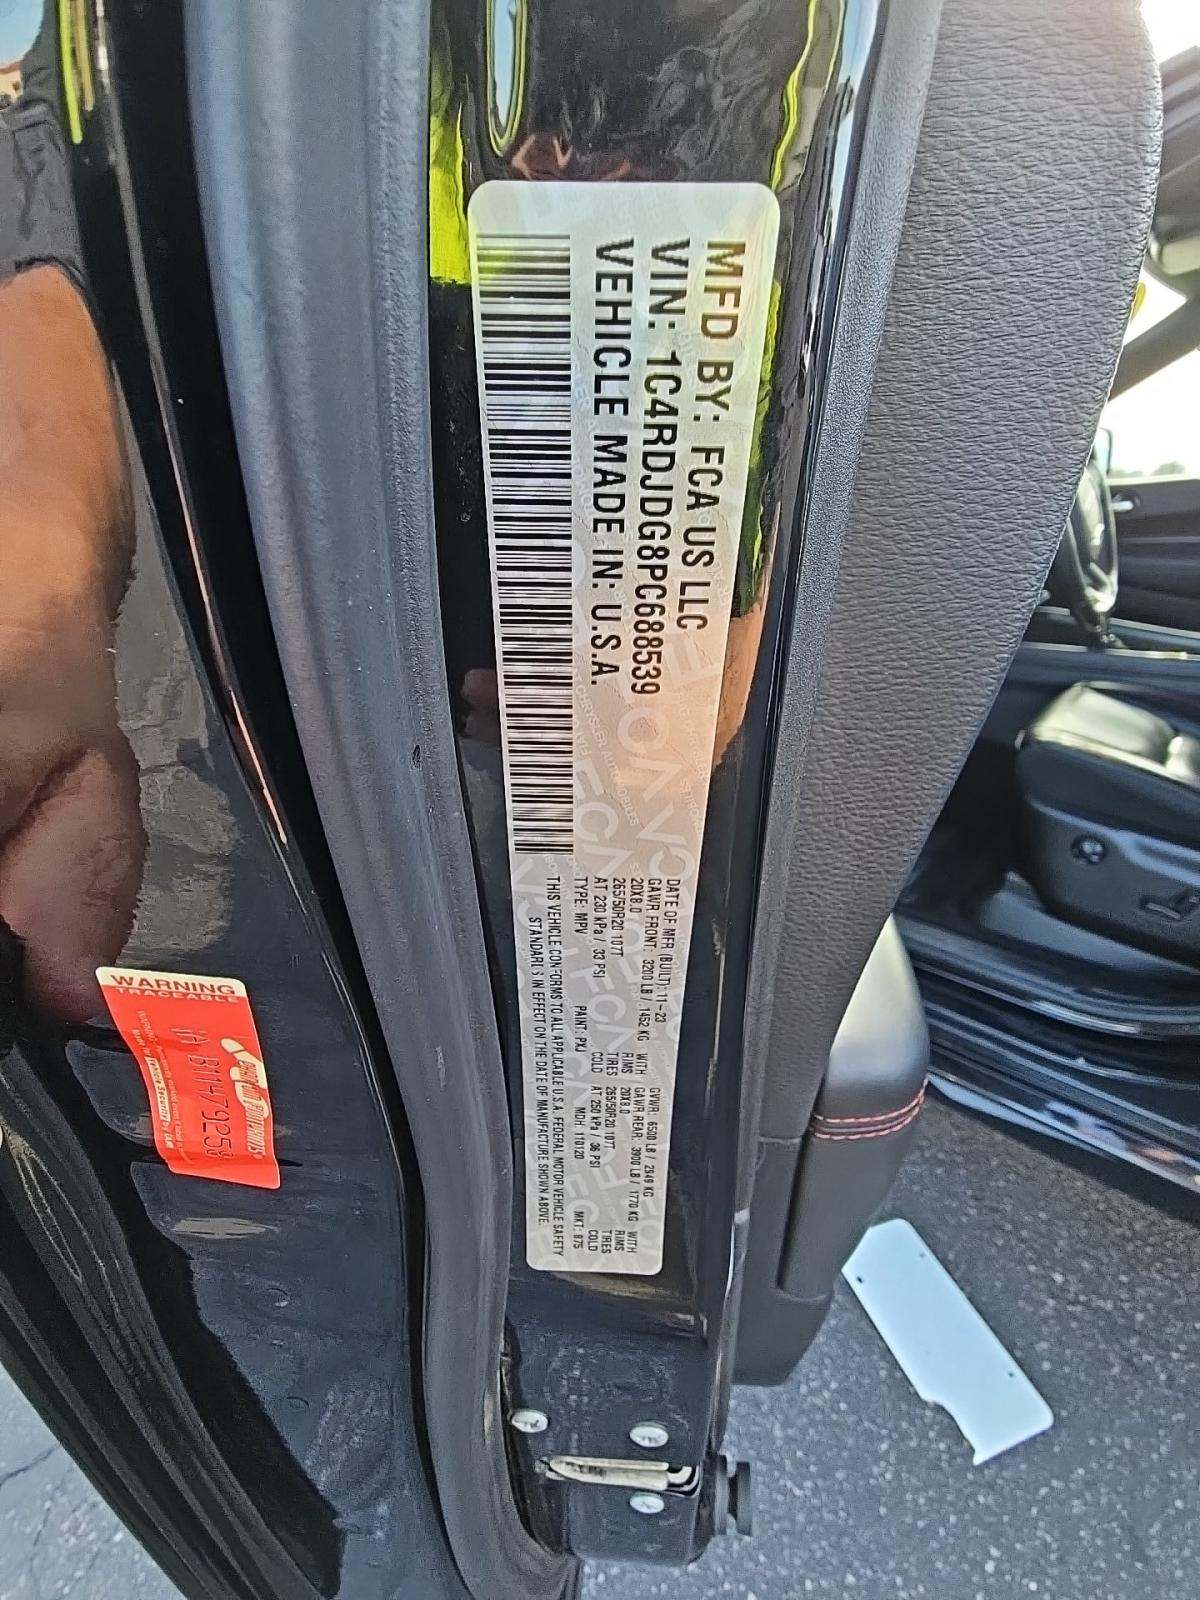 MFD BY: FCA US LLC
VIN: 1C4RDJDG8PC688539
VEHICLE MADE IN: U.S.A.
DATE OF MFR (BUILT): 11-23 GVWR: 6500 LB / 2949 KG
GAWR FRONT: 3200 LB / 1452 KG WITH GAWR REAR: 3900 LB / 1770 KG WITH
20X8.0 RIMS 20X8.0 RIMS
265/50R20 107T TIRES 265/50R20 107T TIRES
AT 230 kPa / 33 PSI COLD AT 250 kPa / 36 PSI COLD
TYPE: MPV PAINT: PXJ MDH: 110120 MKT: 875
THIS VEHICLE CONFORMS TO ALL APPLICABLE U.S.A. FEDERAL MOTOR VEHICLE SAFETY
STANDARDS IN EFFECT ON THE DATE OF MANUFACTURE SHOWN ABOVE.
WARNING
TRACEABLE